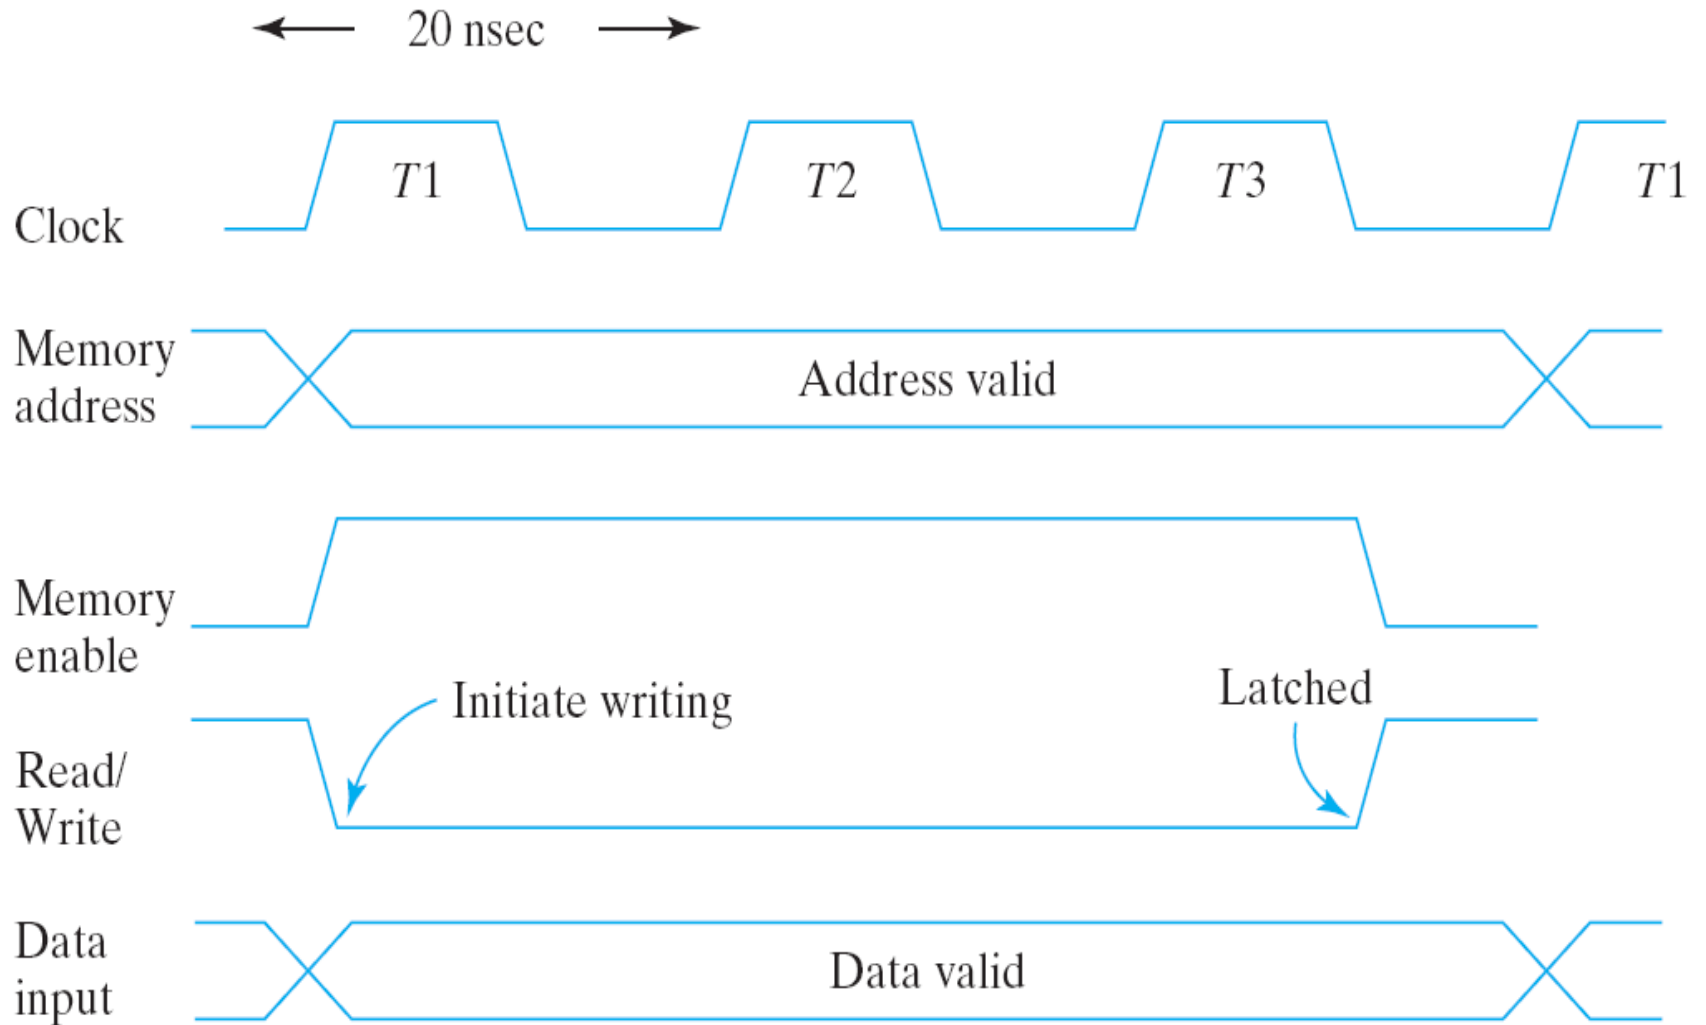 20 nsec
T1
T2
T3
T1
Clock
Memory
address
Address valid
Memory
enable
Initiate writing
Latched
Read/
Write
Data
input
Data valid